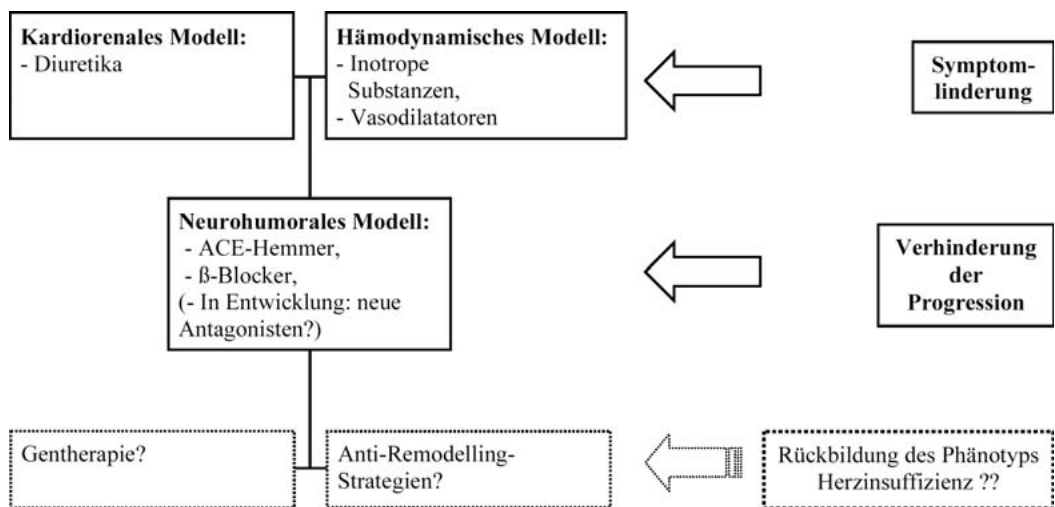 Kardiorenales Modell:
- Diuretika
Hämodynamisches Modell:
- Inotrope
Substanzen,
- Vasodilatatoren
Symptom-
linderung
Neurohumorales Modell:
- ACE-Hemmer,
- ß-Blocker,
(- In Entwicklung: neue
Antagonisten?)
Verhinderung
der
Progression
Gentherapie?
Anti-Remodelling-
Strategien?
Rückbildung des Phänotyps
Herzinsuffizienz ??